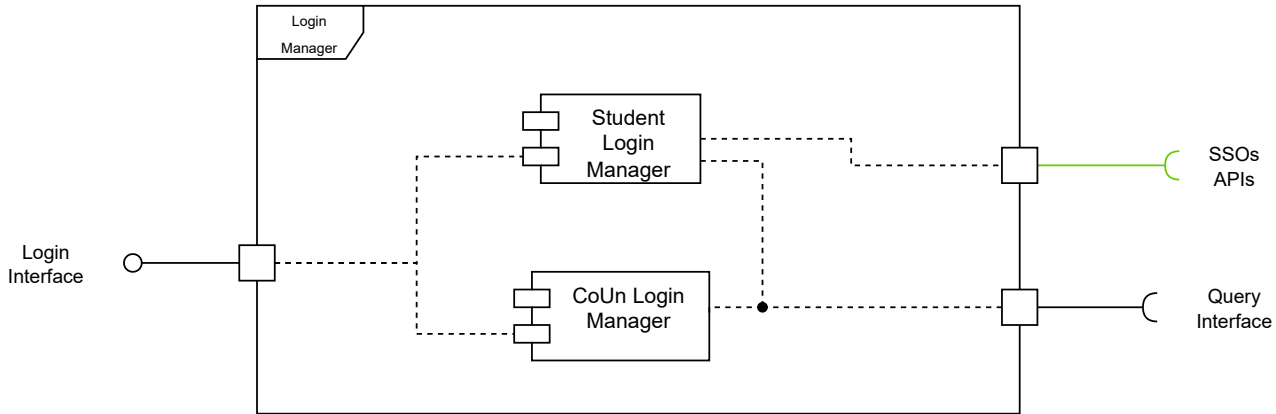 Login
Manager
Student
Login
Manager
SSOs
APIs
Login
Interface
CoUn Login
Manager
Query
Interface